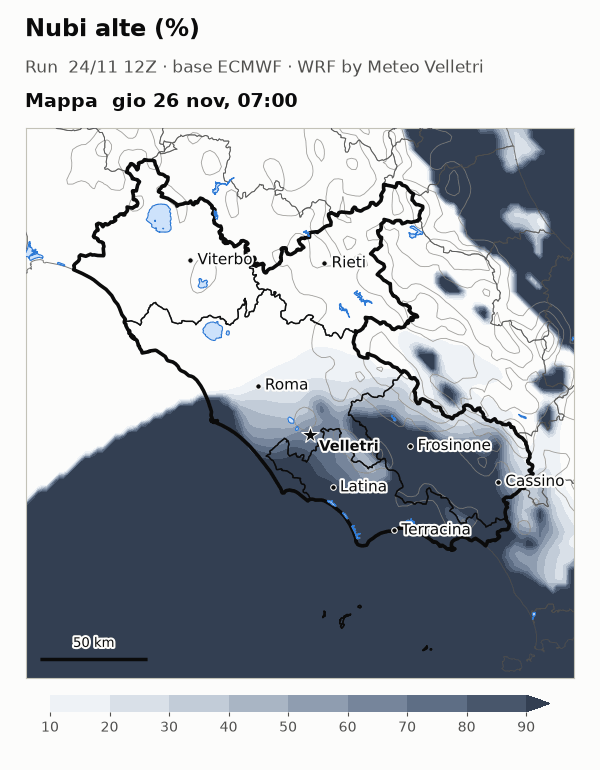 Nubi alte (%)
Run  24/11 12Z · base ECMWF · WRF by Meteo Velletri
Mappa  gio 26 nov, 07:00
Viterbo
Rieti
Roma
Velletri
Frosinone
Cassino
Latina
Terracina
50 km
10 20 30 40 50 60 70 80 90